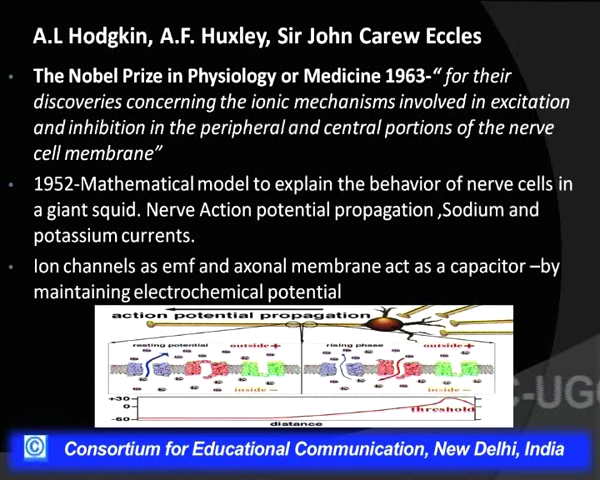 A.L Hodgkin, A.F. Huxley, Sir John Carew Eccles
• The Nobel Prize in Physiology or Medicine 1963-“ for their
discoveries concerning the ionic mechanisms involved in excitation
and inhibition in the peripheral and central portions of the nerve
cell membrane”
• 1952-Mathematical model to explain the behavior of nerve cells in
a giant squid. Nerve Action potential propagation ,Sodium and
potassium currents.
• Ion channels as emf and axonal membrane act as a capacitor –by
maintaining electrochemical potential
action potential propagation
resting potential outside + rising phase outside +
inside - inside -
+30
0
-60
threshold
distance
C-UGC
© Consortium for Educational Communication, New Delhi, India